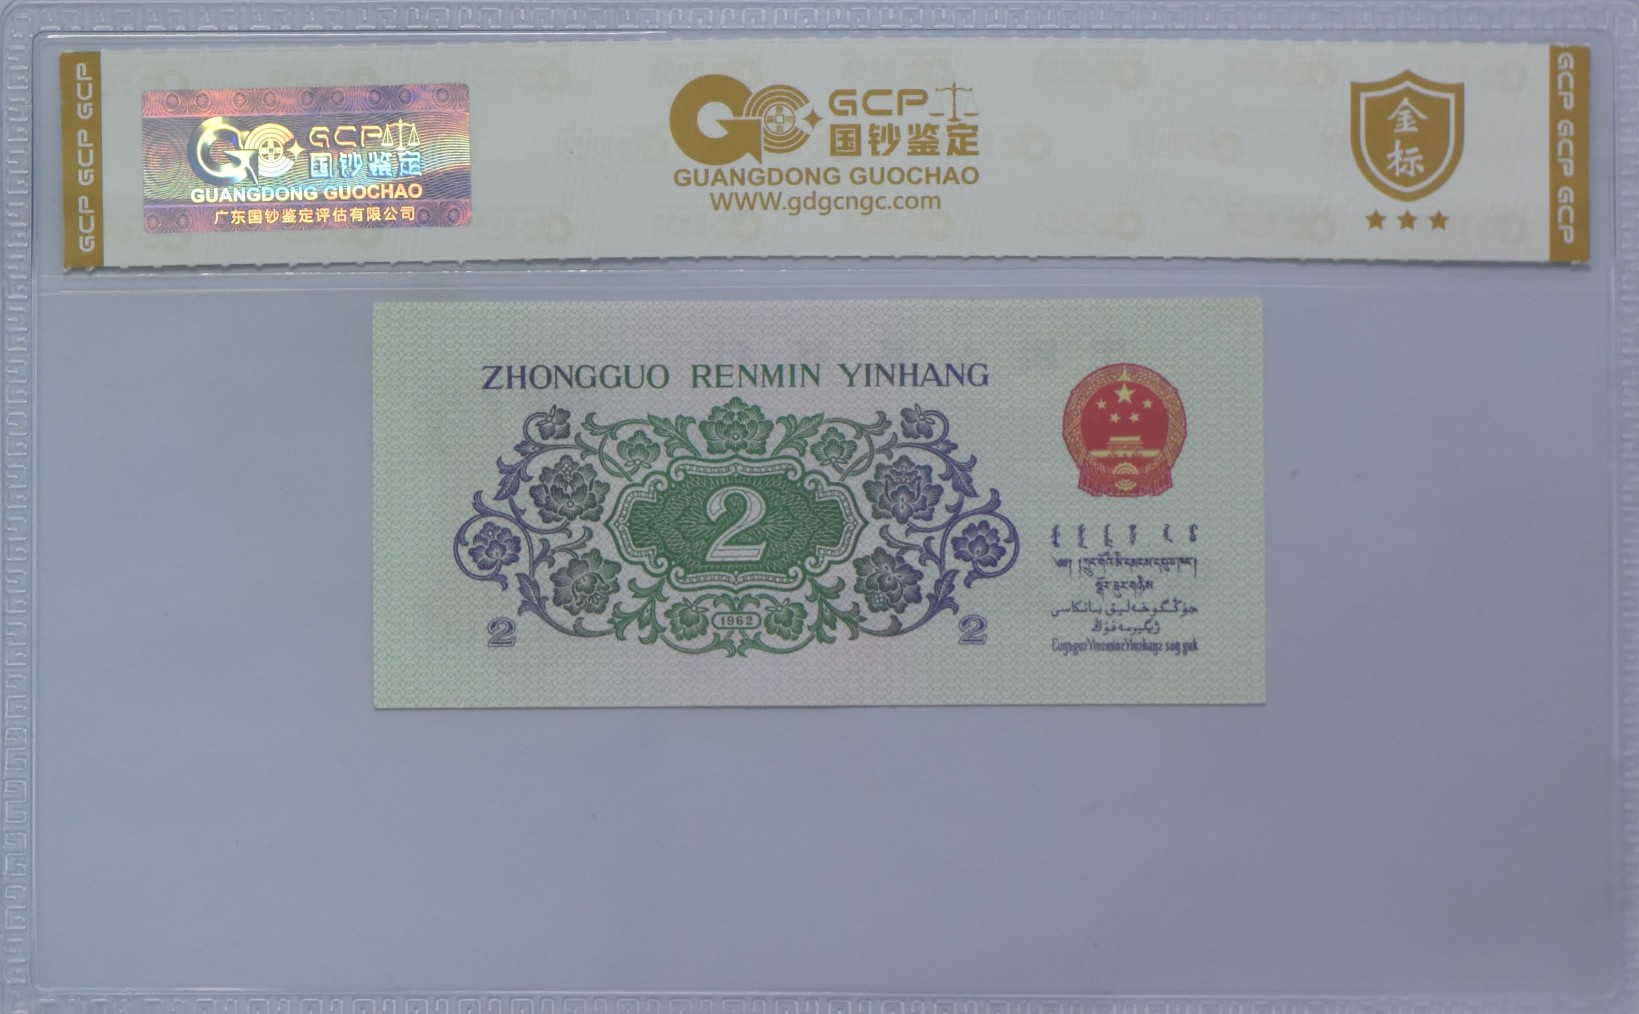 GCP GCP GCP
GCP
国钞鉴定
GUANGDONG GUOCHAO
广东国钞鉴定评估有限公司
GCP
国钞鉴定
GUANGDONG GUOCHAO
WWW.gdgcngc.com
金标
GCP GCP GCP
ZHONGGUO RENMIN YINHANG
2
1962
2
2